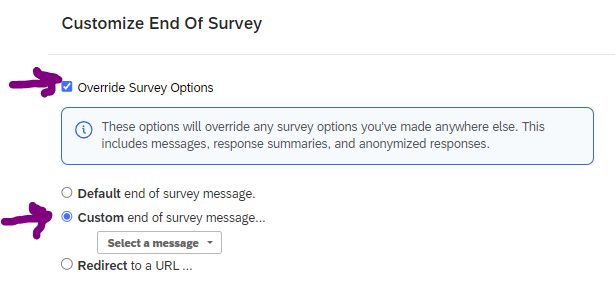 Customize End Of Survey
Override Survey Options
These options will override any survey options you've made anywhere else. This
includes messages, response summaries, and anonymized responses.
Default end of survey message.
Custom end of survey message...
Select a message
Redirect to a URL ...